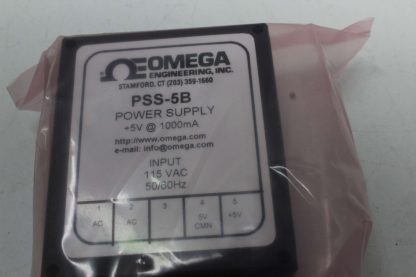 OMEGA
ENGINEERING, INC.
STAMFORD, CT (203) 359-1660
PSS-5B
POWER SUPPLY
+5V @ 1000mA
http://www.omega.com
e-mail: info@omega.com
INPUT
115 VAC
50/60Hz
1 2 3 4 5
AC AC 5V +5V
CMN